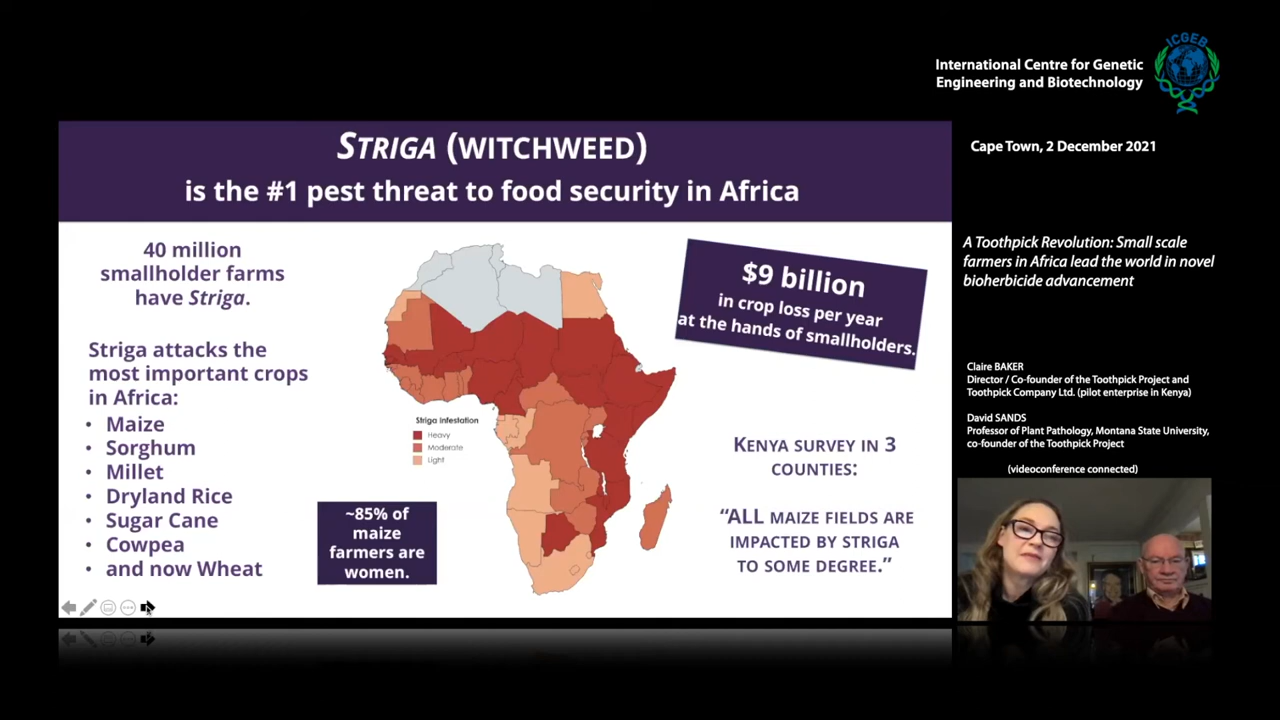 ICGEB
International Centre for Genetic
Engineering and Biotechnology
Cape Town, 2 December 2021
A Toothpick Revolution: Small scale
farmers in Africa lead the world in novel
bioherbicide advancement
Claire BAKER
Director / Co-founder of the Toothpick Project and
Toothpick Company Ltd. (pilot enterprise in Kenya)
David SANDS
Professor of Plant Pathology, Montana State University,
co-founder of the Toothpick Project
(videoconference connected)
STRIGA (WITCHWEED)
is the #1 pest threat to food security in Africa
40 million
smallholder farms
have Striga.
Striga attacks the
most important crops
in Africa:
• Maize
• Sorghum
• Millet
• Dryland Rice
• Sugar Cane
• Cowpea
• and now Wheat
~85% of
maize
farmers are
women.
Striga Infestation
Heavy
Moderate
Light
$9 billion
in crop loss per year
at the hands of smallholders.
KENYA SURVEY IN 3
COUNTIES:
“ALL MAIZE FIELDS ARE
IMPACTED BY STRIGA
TO SOME DEGREE.”